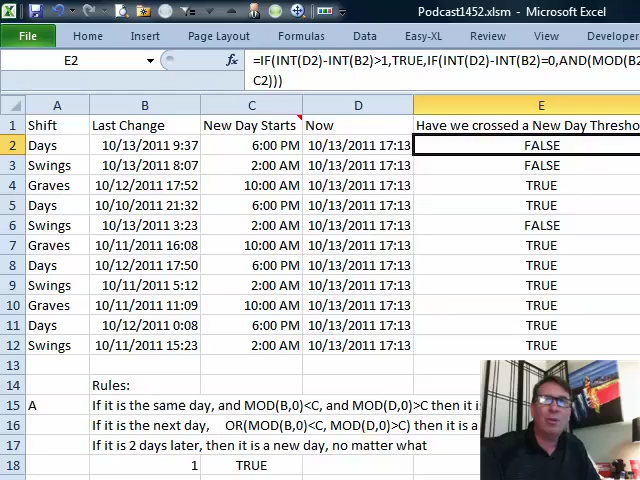 Podcast1452.xlsm - Microsoft Excel
File Home Insert Page Layout Formulas Data Easy-XL Review View Developer
E2 fx =IF(INT(D2)-INT(B2)>1,TRUE,IF(INT(D2)-INT(B2)=0,AND(MOD(B2
C2)))
A B C D E
1 Shift Last Change New Day Starts Now Have we crossed a New Day Thresho
2 Days 10/13/2011 9:37 6:00 PM 10/13/2011 17:13 FALSE
3 Swings 10/13/2011 8:07 2:00 AM 10/13/2011 17:13 FALSE
4 Graves 10/12/2011 17:52 10:00 AM 10/13/2011 17:13 TRUE
5 Days 10/10/2011 21:32 6:00 PM 10/13/2011 17:13 TRUE
6 Swings 10/13/2011 3:23 2:00 AM 10/13/2011 17:13 FALSE
7 Graves 10/11/2011 16:08 10:00 AM 10/13/2011 17:13 TRUE
8 Days 10/12/2011 17:50 6:00 PM 10/13/2011 17:13 TRUE
9 Swings 10/11/2011 5:12 2:00 AM 10/13/2011 17:13 TRUE
10 Graves 10/11/2011 11:09 10:00 AM 10/13/2011 17:13 TRUE
11 Days 10/12/2011 0:08 6:00 PM 10/13/2011 17:13 TRUE
12 Swings 10/11/2011 15:23 2:00 AM 10/13/2011 17:13 TRUE
13
14 Rules:
15 A If it is the same day, and MOD(B,0)<C, and MOD(D,0)>C then it is
16 If it is the next day, OR(MOD(B,0)<C, MOD(D,0)>C) then it is a
17 If it is 2 days later, then it is a new day, no matter what
18 1 TRUE